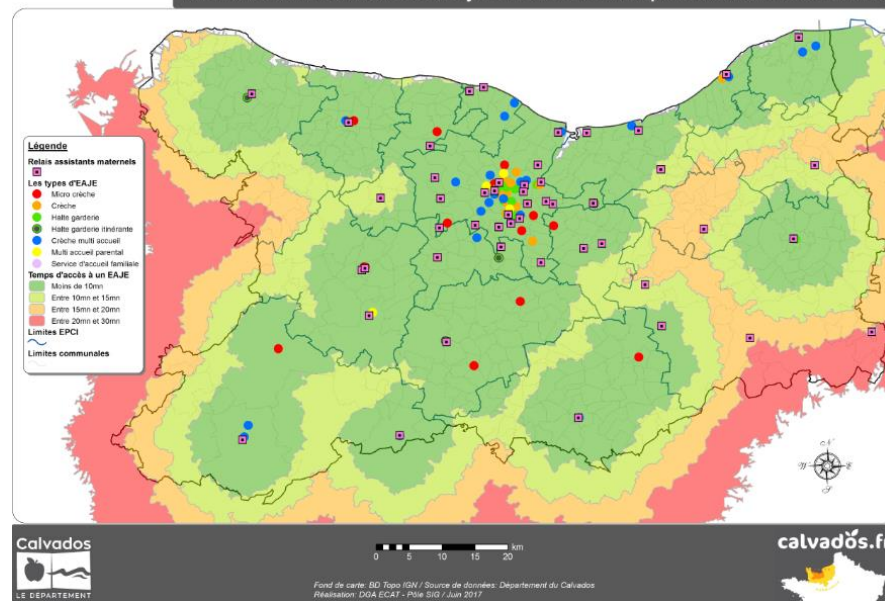 Légende
Relais assistants maternels
Les types d'EAJE
Micro crèche
Crèche
Halte garderie
Halte garderie itinérante
Crèche multi accueil
Multi accueil parental
Service d'accueil familiale
Temps d'accès à un EAJE
Moins de 10mn
Entre 10mn et 15mn
Entre 15mn et 20mn
Entre 20mn et 30mn
Limites EPCI
Limites communales
N
W E
S
Calvados
LE DÉPARTEMENT
km
0 5 10 15 20
Fond de carte: BD Topo IGN / Source de données: Département du Calvados
Réalisation: DGA ECAT - Pôle SIG / Juin 2017
calvados.fr